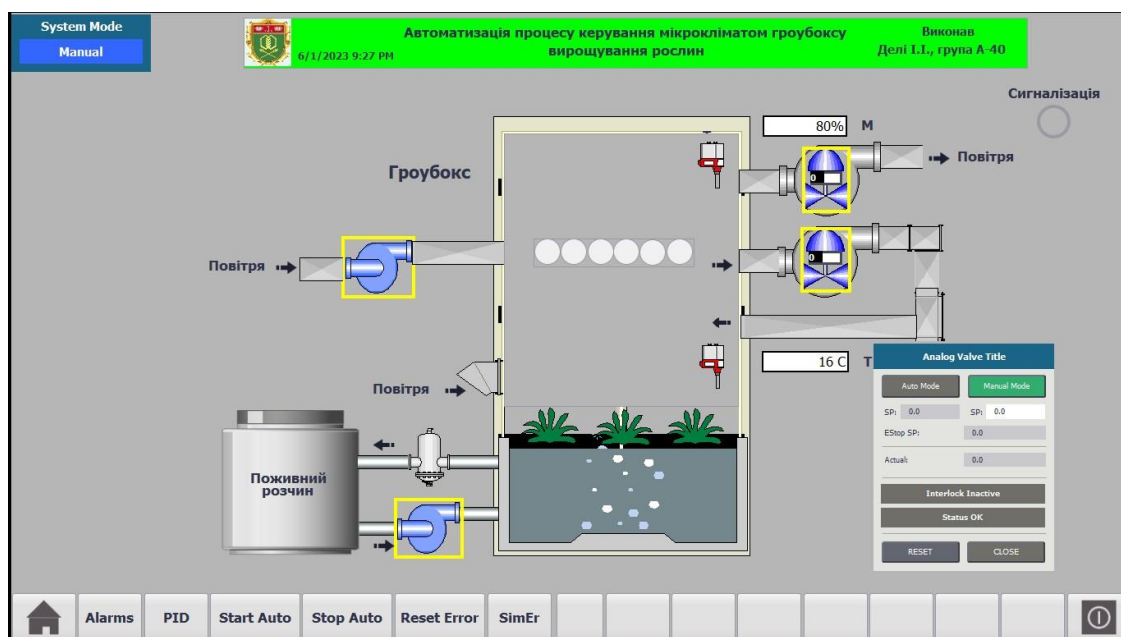 System Mode
Manual
6/1/2023 9:27 PM
Автоматизація процесу керування мікрокліматом гроубоксу
вирощування рослин
Виконав
Делі І.І., група А-40
Сигналізація
80% М
Повітря
Гроубокс
0
Повітря
0
16 C Т
Повітря
Поживний
розчин
Analog Valve Title
Auto Mode Manual Mode
SP: 0.0 SP: 0.0
EStop SP: 0.0
Actual: 0.0
Interlock Inactive
Status OK
RESET CLOSE
Alarms PID Start Auto Stop Auto Reset Error SimEr